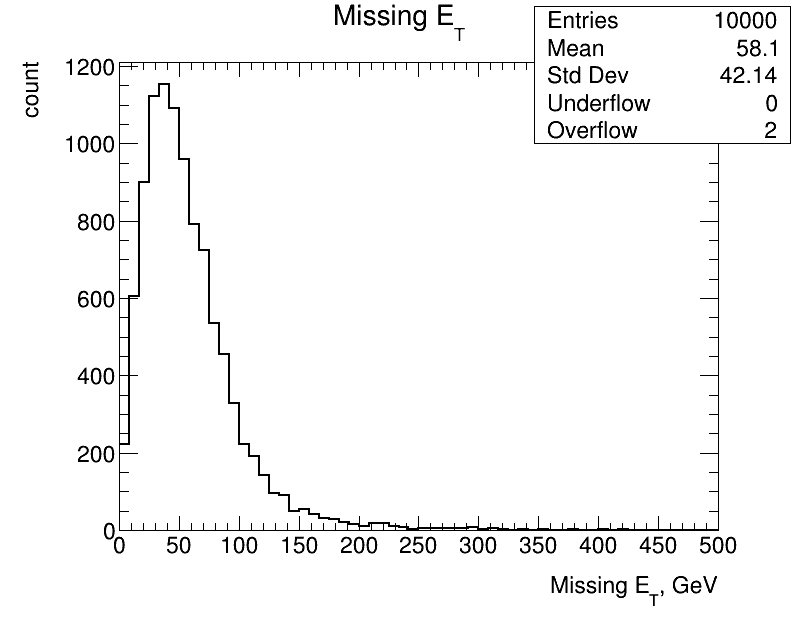 Missing E_T
Entries 10000
Mean 58.1
Std Dev 42.14
Underflow 0
Overflow 2
count
1200
1000
800
600
400
200
0
0 50 100 150 200 250 300 350 400 450 500
Missing E_T, GeV